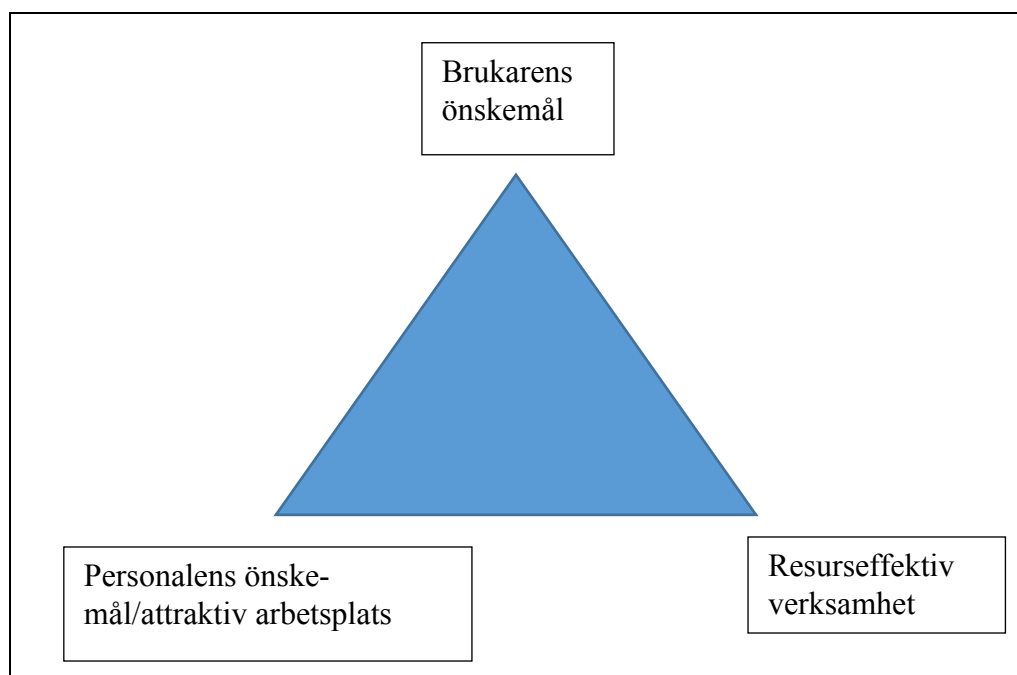 Brukarens
önskemål
Personalens önske-
mål/attraktiv arbetsplats
Resurseffektiv
verksamhet